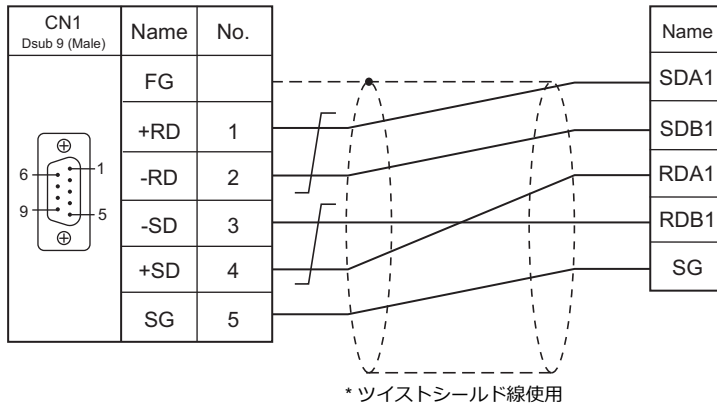 CN1
Dsub 9 (Male)
Name No.
FG
+RD 1
-RD 2
-SD 3
+SD 4
SG 5
6 1
9 5
Name
SDA1
SDB1
RDA1
RDB1
SG
* ツイストシールド線使用